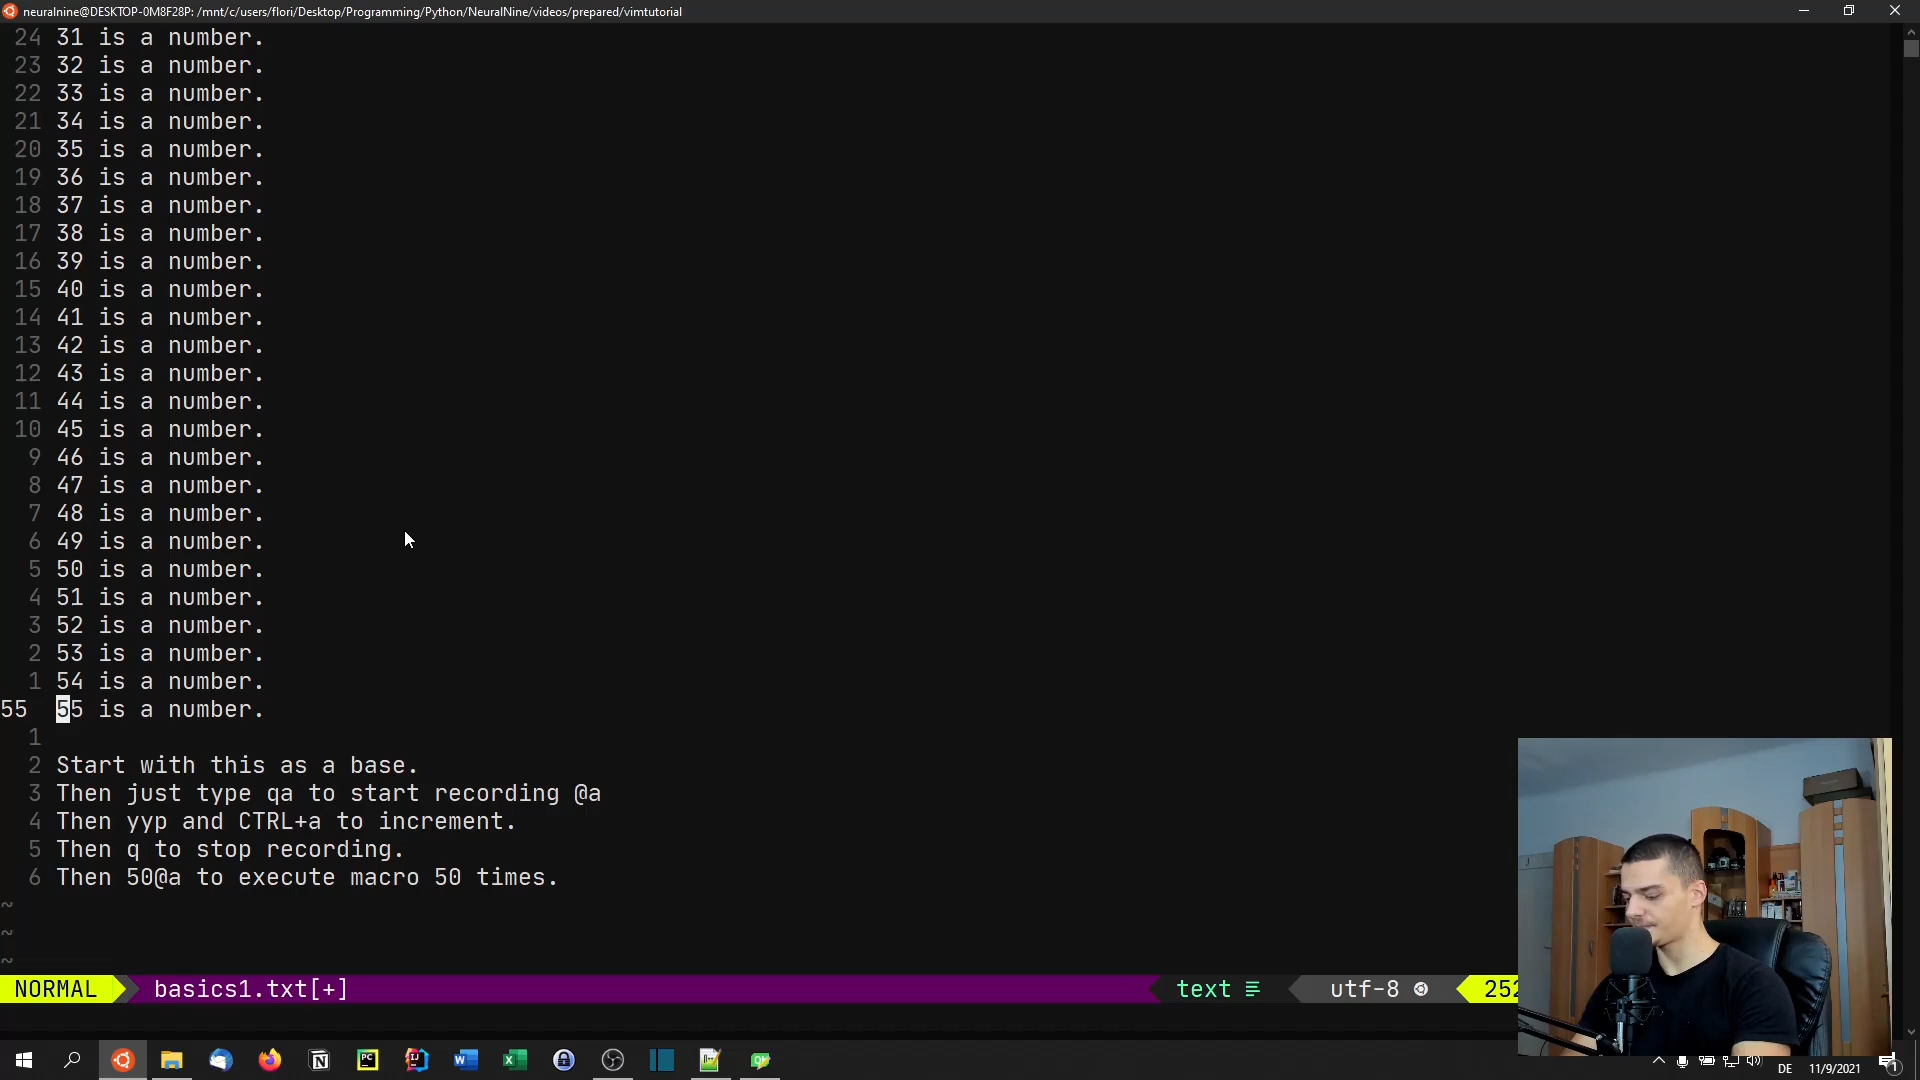 neuralnine@DESKTOP-0M8F28P: /mnt/c/users/flori/Desktop/Programming/Python/NeuralNine/videos/prepared/vimtutorial
24 31 is a number.
23 32 is a number.
22 33 is a number.
21 34 is a number.
20 35 is a number.
19 36 is a number.
18 37 is a number.
17 38 is a number.
16 39 is a number.
15 40 is a number.
14 41 is a number.
13 42 is a number.
12 43 is a number.
11 44 is a number.
10 45 is a number.
9 46 is a number.
8 47 is a number.
7 48 is a number.
6 49 is a number.
5 50 is a number.
4 51 is a number.
3 52 is a number.
2 53 is a number.
1 54 is a number.
55 55 is a number.
1
2 Start with this as a base.
3 Then just type qa to start recording @a
4 Then yyp and CTRL+a to increment.
5 Then q to stop recording.
6 Then 50@a to execute macro 50 times.
~
~
~
NORMAL basics1.txt[+] text utf-8 252
DE 11/9/2021 1